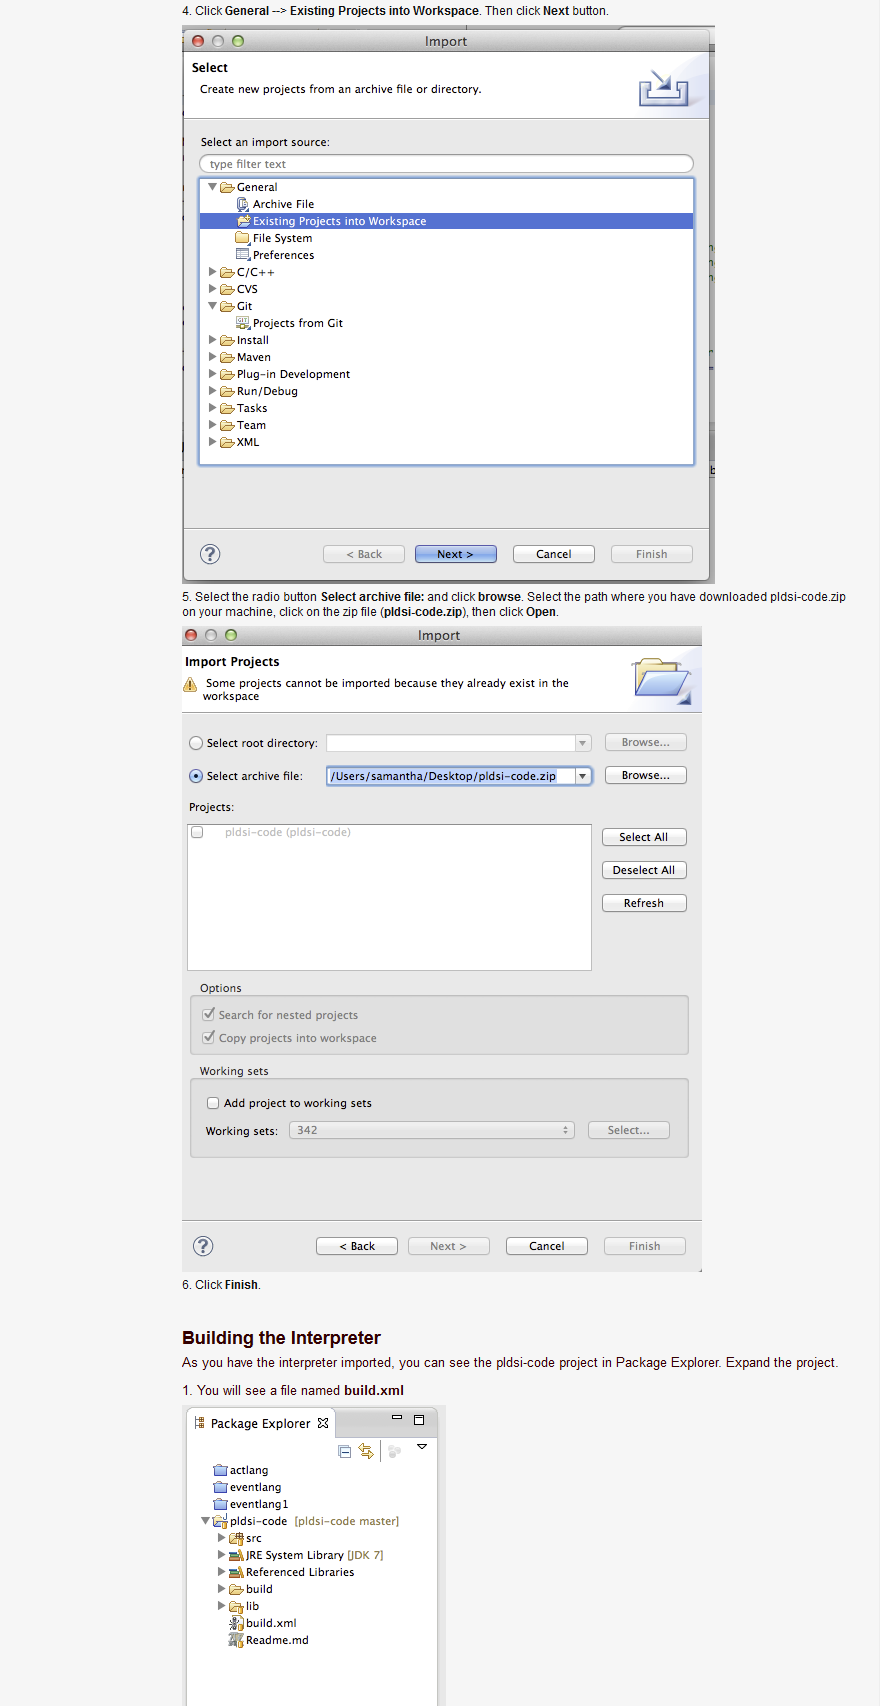 4. Click General --> Existing Projects into Workspace. Then click Next button.
Import
Select
Create new projects from an archive file or directory.
Select an import source:
type filter text
General
Archive File
Existing Projects into Workspace
File System
Preferences
C/C++
CVS
Git
Projects from Git
Install
Maven
Plug-in Development
Run/Debug
Tasks
Team
XML
? < Back Next > Cancel Finish
5. Select the radio button Select archive file: and click browse. Select the path where you have downloaded pldsi-code.zip
on your machine, click on the zip file (pldsi-code.zip), then click Open.
Import
Import Projects
Some projects cannot be imported because they already exist in the
workspace
Select root directory: Browse...
Select archive file: /Users/samantha/Desktop/pldsi-code.zip Browse...
Projects:
pldsi-code (pldsi-code)
Select All
Deselect All
Refresh
Options
Search for nested projects
Copy projects into workspace
Working sets
Add project to working sets
Working sets: 342 Select...
? < Back Next > Cancel Finish
6. Click Finish.
Building the Interpreter
As you have the interpreter imported, you can see the pldsi-code project in Package Explorer. Expand the project.
1. You will see a file named build.xml
Package Explorer
actlang
eventlang
eventlang1
pldsi-code [pldsi-code master]
src
JRE System Library [JDK 7]
Referenced Libraries
build
lib
build.xml
Readme.md